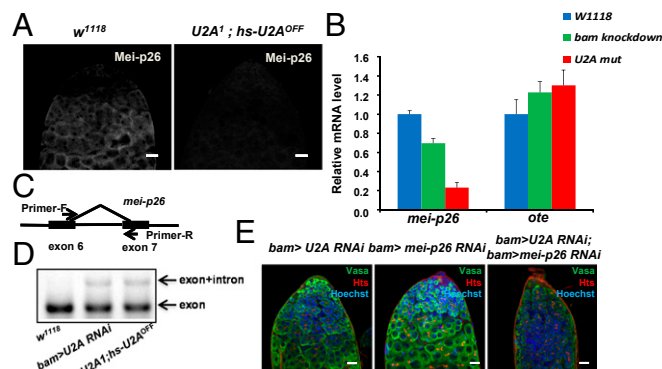 A
w1118
U2A1 ; hs-U2AOFF
Mei-p26
Mei-p26
B
W1118
bam knockdown
U2A mut
Relative mRNA level
1.6
1.4
1.2
1.0
0.8
0.6
0.4
0.2
0.0
mei-p26
ote
C
Primer-F
mei-p26
Primer-R
exon 6
exon 7
D
exon+intron
exon
w1118
bam>U2A RNAi
U2A1;hs-U2AOFF
E
bam> U2A RNAi
bam> mei-p26 RNAi
bam>U2A RNAi;
bam>mei-p26 RNAi
Vasa
Hts
Hoechst
Vasa
Hts
Hoechst
Vasa
Hts
Hoechst